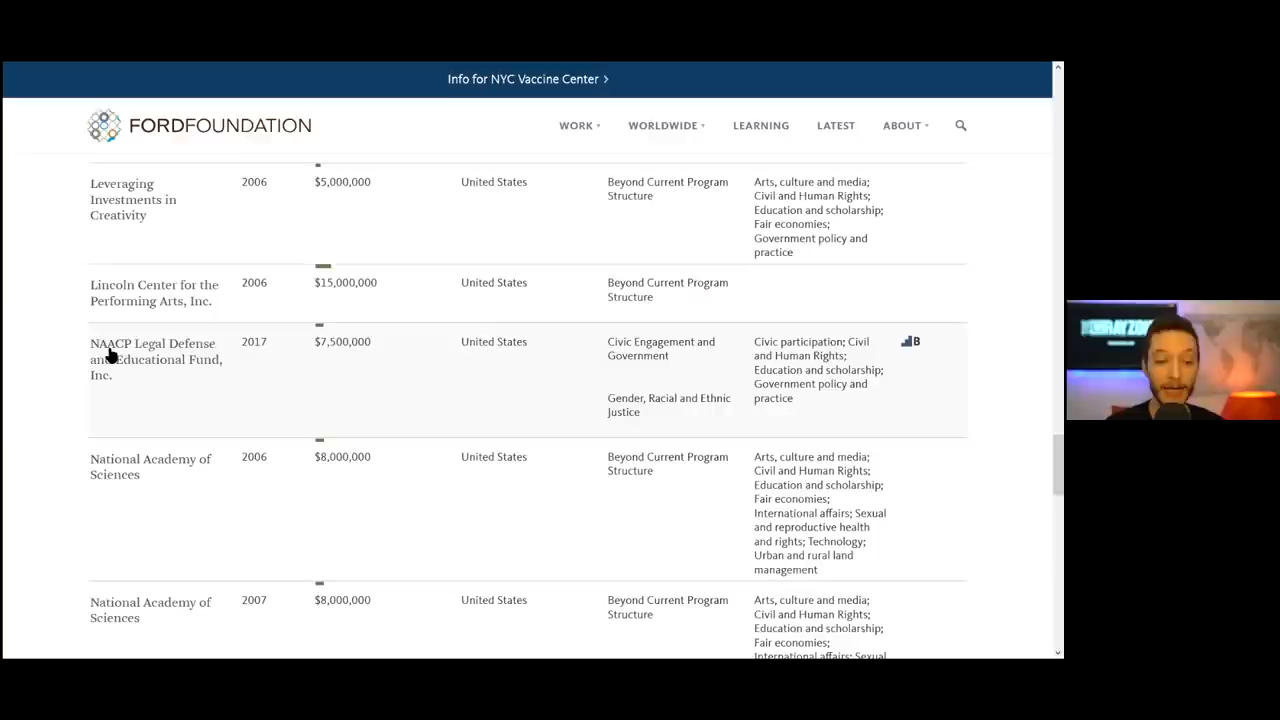 Info for NYC Vaccine Center >
FORDFOUNDATION
WORK
WORLDWIDE
LEARNING
LATEST
ABOUT
Leveraging
Investments in
Creativity
2006
$5,000,000
United States
Beyond Current Program
Structure
Arts, culture and media;
Civil and Human Rights;
Education and scholarship;
Fair economies;
Government policy and
practice
Lincoln Center for the
Performing Arts, Inc.
2006
$15,000,000
United States
Beyond Current Program
Structure
NAACP Legal Defense
and Educational Fund,
Inc.
2017
$7,500,000
United States
Civic Engagement and
Government
Gender, Racial and Ethnic
Justice
Civic participation; Civil
and Human Rights;
Education and scholarship;
Government policy and
practice
B
National Academy of
Sciences
2006
$8,000,000
United States
Beyond Current Program
Structure
Arts, culture and media;
Civil and Human Rights;
Education and scholarship;
Fair economies;
International affairs; Sexual
and reproductive health
and rights; Technology;
Urban and rural land
management
National Academy of
Sciences
2007
$8,000,000
United States
Beyond Current Program
Structure
Arts, culture and media;
Civil and Human Rights;
Education and scholarship;
Fair economies;
International affairs; Sexual